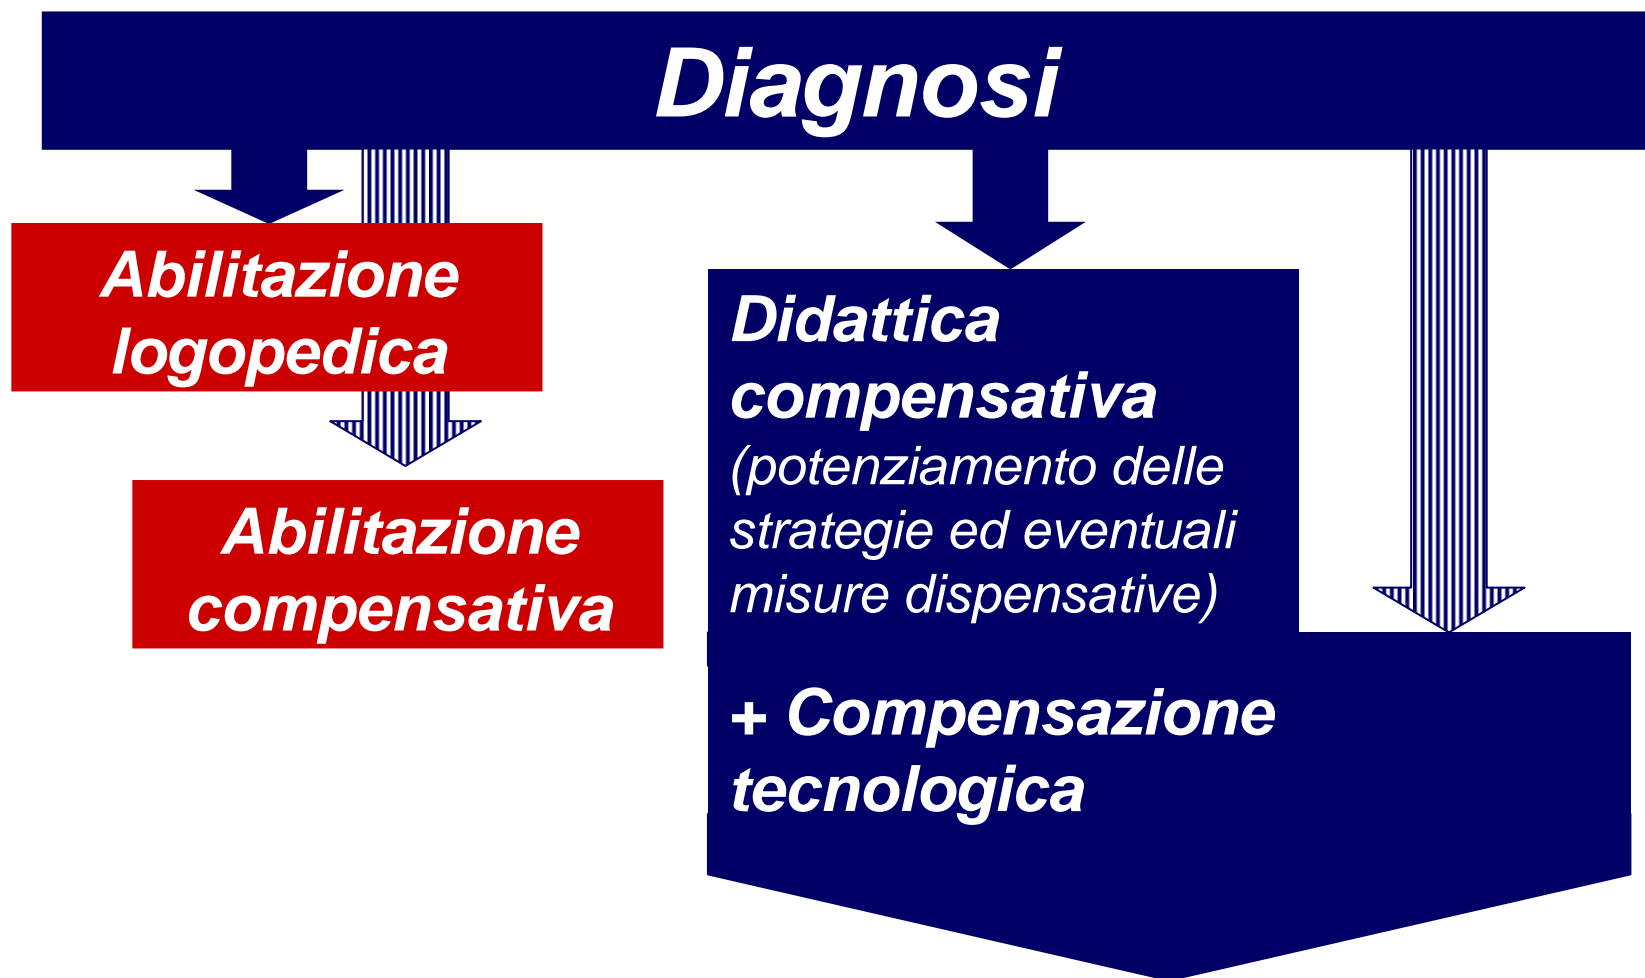 Diagnosi
Abilitazione
logopedica
Abilitazione
compensativa
Didattica
compensativa
(potenziamento delle
strategie ed eventuali
misure dispensative)
+ Compensazione
tecnologica